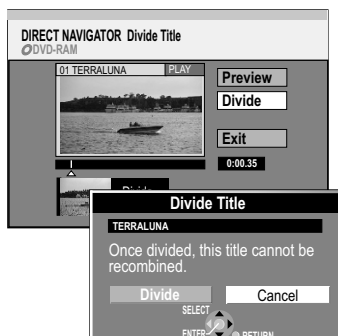 DIRECT NAVIGATOR Divide Title
DVD-RAM
01 TERRALUNA PLAY
Preview
Divide
Exit
0:00.35
Divide
Divide Title
TERRALUNA
Once divided, this title cannot be
recombined.
Divide Cancel
SELECT
ENTER RETURN